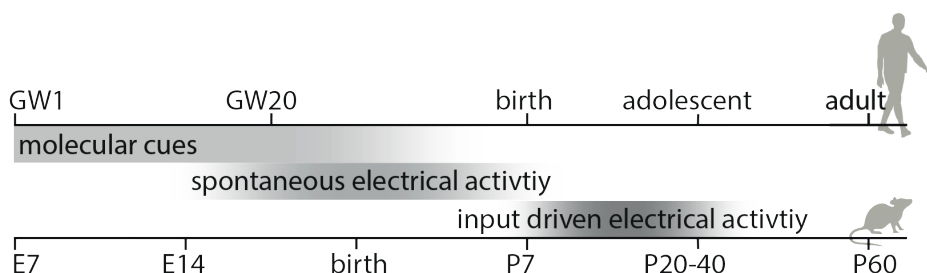 GW1 GW20 birth adolescent adult
molecular cues
spontaneous electrical activtiy
input driven electrical activtiy
E7 E14 birth P7 P20-40 P60